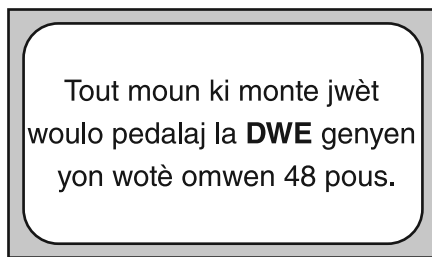 Tout moun ki monte jwèt
woulo pedalaj la DWE genyen
yon wotè omwen 48 pous.